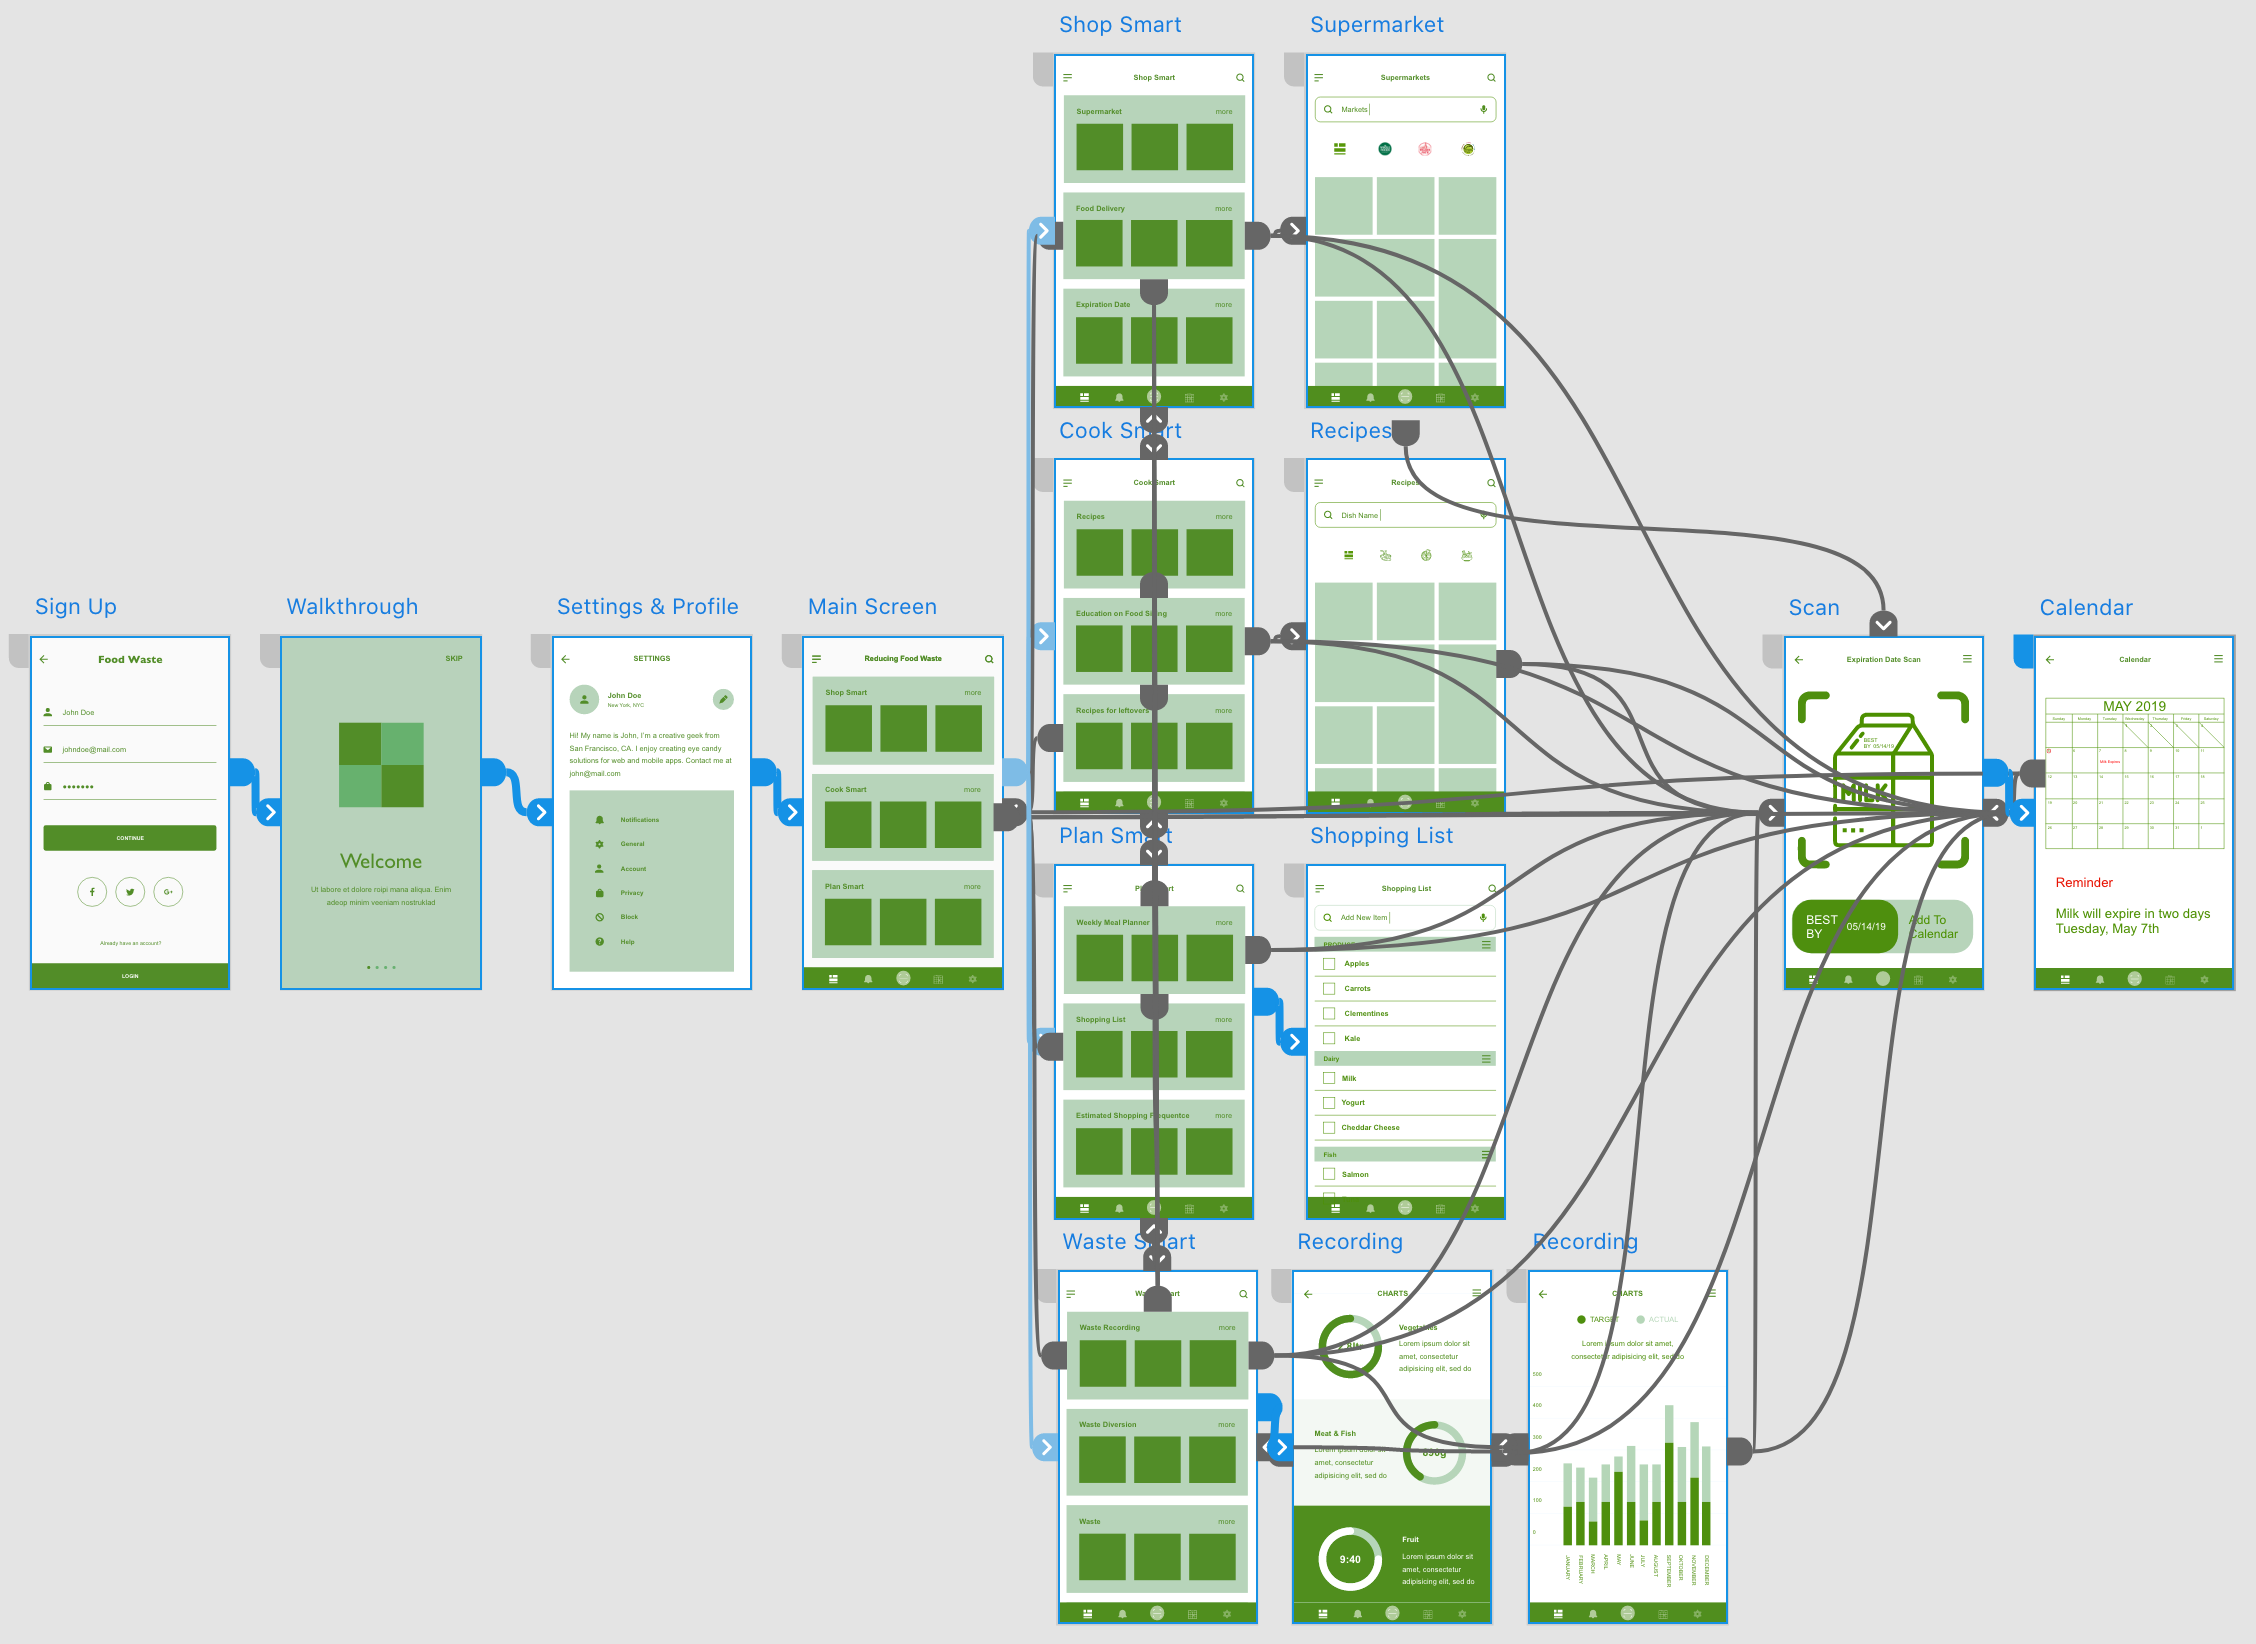 Shop Smart
Supermarket
Shop Smart
Supermarket more
Food Delivery more
Expiration Date more
Supermarkets
Markets
Cook Smart
Recipes
Cook Smart
Recipes more
Education on Food Sizing more
Recipes for leftovers more
Recipes
Dish Name
Sign Up
Food Waste
John Doe
johndoe@mail.com
CONTINUE
Already have an account?
LOGIN
Walkthrough
SKIP
Welcome
Ut labore et dolore roipi mana aliqua. Enim
adeop minim veeniam nostruklad
Settings & Profile
SETTINGS
John Doe
New York, NYC
Hi! My name is John, I'm a creative geek from
San Francisco, CA. I enjoy creating eye candy
solutions for web and mobile apps. Contact me at
john@mail.com
Notifications
General
Account
Privacy
Block
Help
Main Screen
Reducing Food Waste
Shop Smart more
Cook Smart more
Plan Smart more
Scan
Expiration Date Scan
BEST
BY 05/14/19
MILK
BEST
BY
05/14/19
Add To
Calendar
Calendar
Calendar
MAY 2019
Sunday Monday Tuesday Wednesday Thursday Friday Saturday
Milk Expires
Reminder
Milk will expire in two days
Tuesday, May 7th
Plan Smart
Plan Smart
Weekly Meal Planner more
Shopping List more
Estimated Shopping Frequentce more
Shopping List
Shopping List
Add New Item
PRODUCE
Apples
Carrots
Clementines
Kale
Dairy
Milk
Yogurt
Cheddar Cheese
Fish
Salmon
Waste Smart
Waste Smart
Waste Recording more
Waste Diversion more
Waste more
Recording
CHARTS
Vegetables
Lorem ipsum dolor sit
amet, consectetur
adipisicing elit, sed do
Meat & Fish
Lorem ipsum dolor sit
amet, consectetur
adipisicing elit, sed do
890g
Fruit
9:40
Lorem ipsum dolor sit
amet, consectetur
adipisicing elit, sed do
Recording
CHARTS
TARGET ACTUAL
Lorem ipsum dolor sit amet,
consectetur adipisicing elit, sed do
500
400
300
200
100
0
JANUARY
FEBRUARY
MARCH
APRIL
MAY
JUNE
JULY
AUGUST
SEPTEMBER
OKTOBER
NOVEMBER
DECEMBER